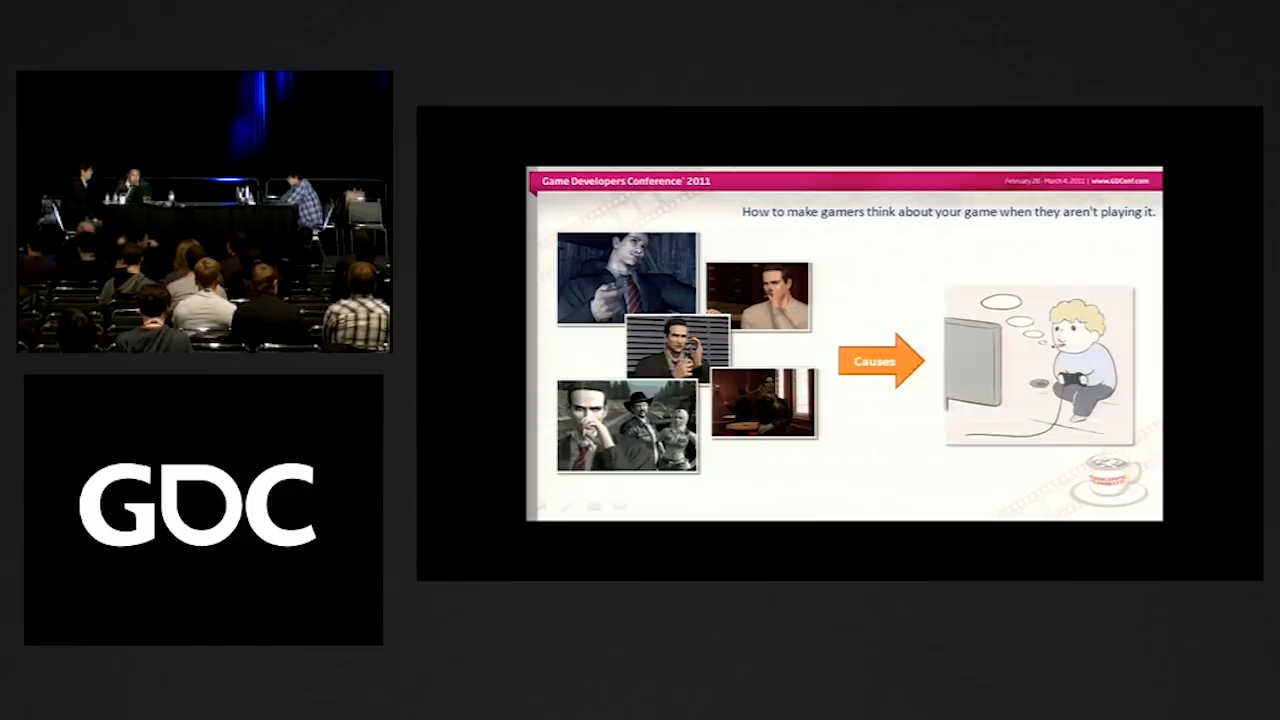 Game Developers Conference® 2011
February 28 - March 4, 2011 | www.GDConf.com
How to make gamers think about your game when they aren't playing it.
Causes
GDC